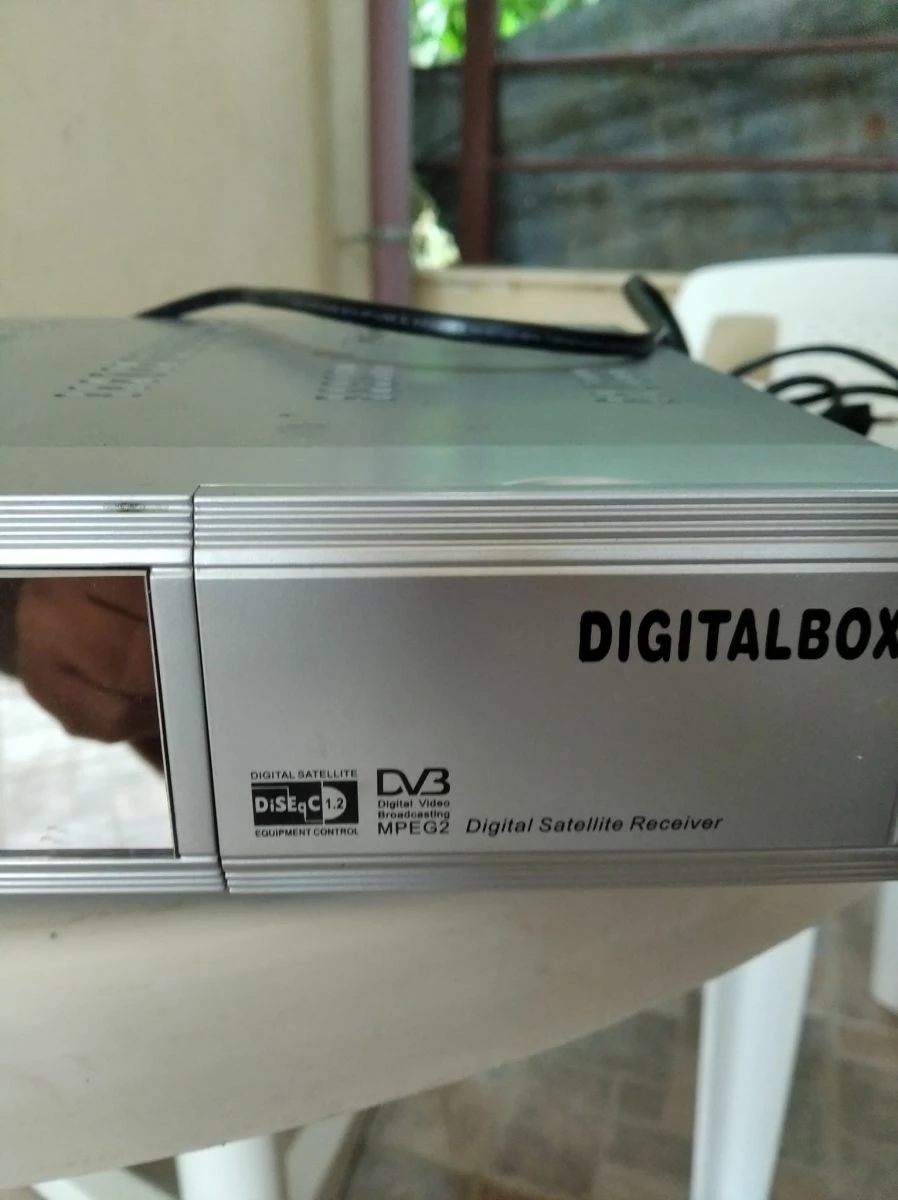 DIGITALBOX
DIGITAL SATELLITE
DiSEqC 1.2
EQUIPMENT CONTROL
DVB
Digital Video
Broadcasting
MPEG2
Digital Satellite Receiver